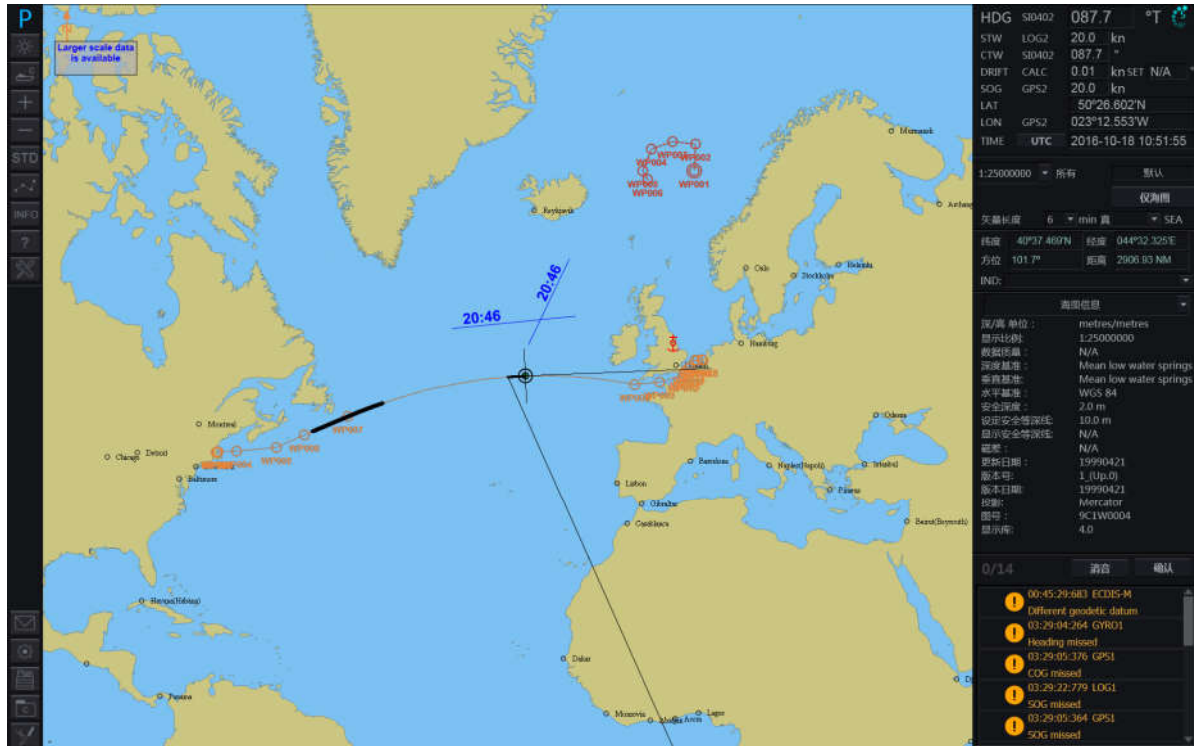 P
Larger scale data
is available
STD
INFO
?
Reykjavik
Murmansk
WP004
WP002
WP001
WP006
Oslo
Stockholm
Helsinki
Hamburg
20:46
20:46
Montreal
Chicago
Detroit
Baltimore
WP007
Odessa
Barcelona
Naples(Napoli)
Istanbul
Piraeus
Lisbon
Gibraltar
Casablanca
Beirut(Beyrouth)
Havana(Habana)
Dakar
Panama
Monrovia
Abidjan
Accra
Lagos
HDG SI0402 087.7 °T
STW LOG2 20.0 kn
CTW SI0402 087.7 °
DRIFT CALC 0.01 kn SET N/A °
SOG GPS2 20.0 kn
LAT 50°26.602'N
LON GPS2 023°12.553'W
TIME UTC 2016-10-18 10:51:55
1:25000000 所有 默认
仅海图
矢量长度 6 min 真 SEA
纬度 40°37.469'N 经度 044°32.325'E
方位 101.7° 距离 2906.93 NM
IND:
海图信息
深/高 单位: metres/metres
显示比例: 1:25000000
数据质量: N/A
深度基准: Mean low water springs
垂直基准: Mean low water springs
水平基准: WGS 84
安全深度: 2.0 m
设定安全等深线: 10.0 m
显示安全等深线: N/A
磁差: N/A
更新日期: 19990421
版本号: 1_(Up.0)
版本日期: 19990421
投影: Mercator
图号: 9C1W0004
显示库: 4.0
0/14 消音 确认
00:45:29:683 ECDIS-M
Different geodetic datum
03:29:04:264 GYRO1
Heading missed
03:29:05:376 GPS1
COG missed
03:29:22:779 LOG1
SOG missed
03:29:05:364 GPS1
SOG missed